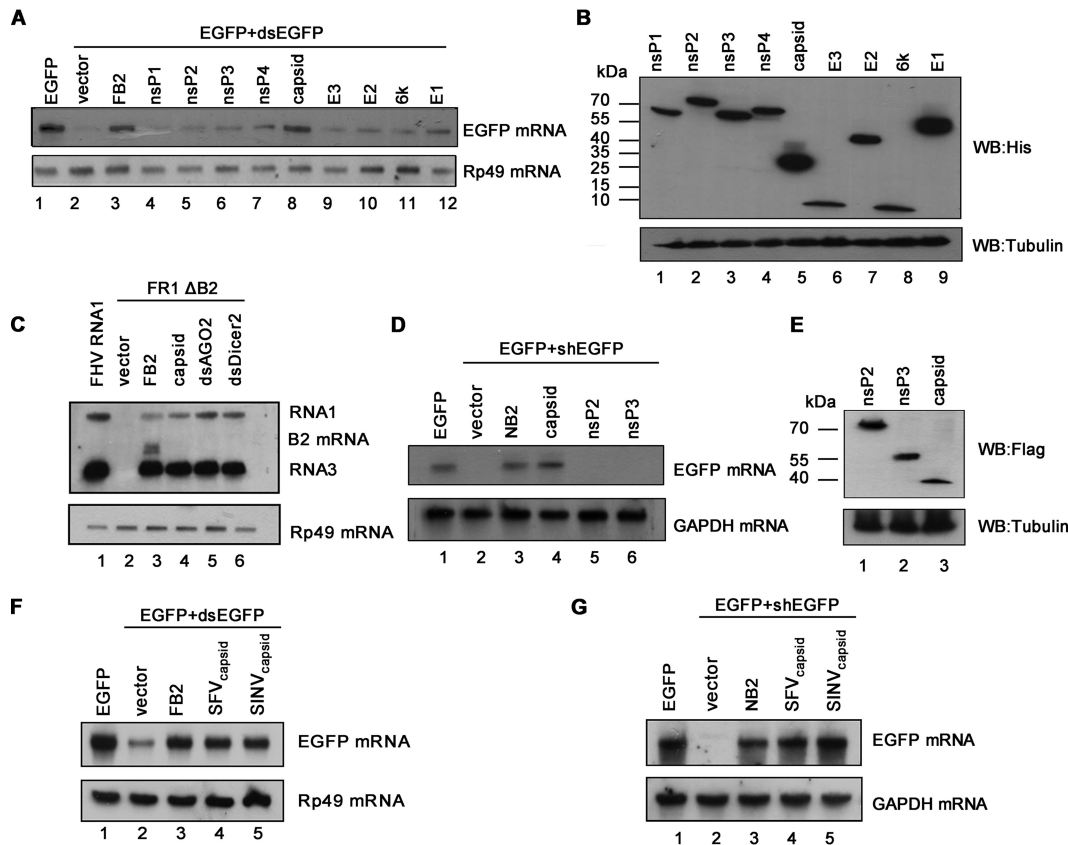 A
EGFP+dsEGFP
EGFP vector FB2 nsP1 nsP2 nsP3 nsP4 capsid E3 E2 6k E1
EGFP mRNA
Rp49 mRNA
1 2 3 4 5 6 7 8 9 10 11 12
B
nsP1 nsP2 nsP3 nsP4 capsid E3 E2 6k E1
kDa
70
55
40
35
25
15
10
WB:His
WB:Tubulin
1 2 3 4 5 6 7 8 9
C
FR1 ΔB2
FHV RNA1 vector FB2 capsid dsAGO2 dsDicer2
RNA1
B2 mRNA
RNA3
Rp49 mRNA
1 2 3 4 5 6
D
EGFP+shEGFP
EGFP vector NB2 capsid nsP2 nsP3
EGFP mRNA
GAPDH mRNA
1 2 3 4 5 6
E
nsP2 nsP3 capsid
kDa
70
55
40
WB:Flag
WB:Tubulin
1 2 3
F
EGFP+dsEGFP
EGFP vector FB2 SFVcapsid SINVcapsid
EGFP mRNA
Rp49 mRNA
1 2 3 4 5
G
EGFP+shEGFP
EGFP vector NB2 SFVcapsid SINVcapsid
EGFP mRNA
GAPDH mRNA
1 2 3 4 5